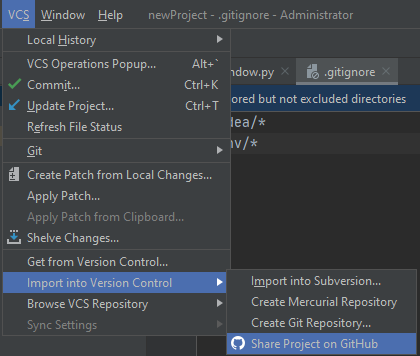 VCS Window Help newProject - .gitignore - Administrator
Local History
VCS Operations Popup... Alt+`
Commit... Ctrl+K
Update Project... Ctrl+T
Refresh File Status
Git
Create Patch from Local Changes...
Apply Patch...
Apply Patch from Clipboard...
Shelve Changes...
Get from Version Control...
Import into Version Control
Browse VCS Repository
Sync Settings
ndow.py .gitignore
ored but not excluded directories
dea/*
nv/*
Import into Subversion...
Create Mercurial Repository
Create Git Repository...
Share Project on GitHub